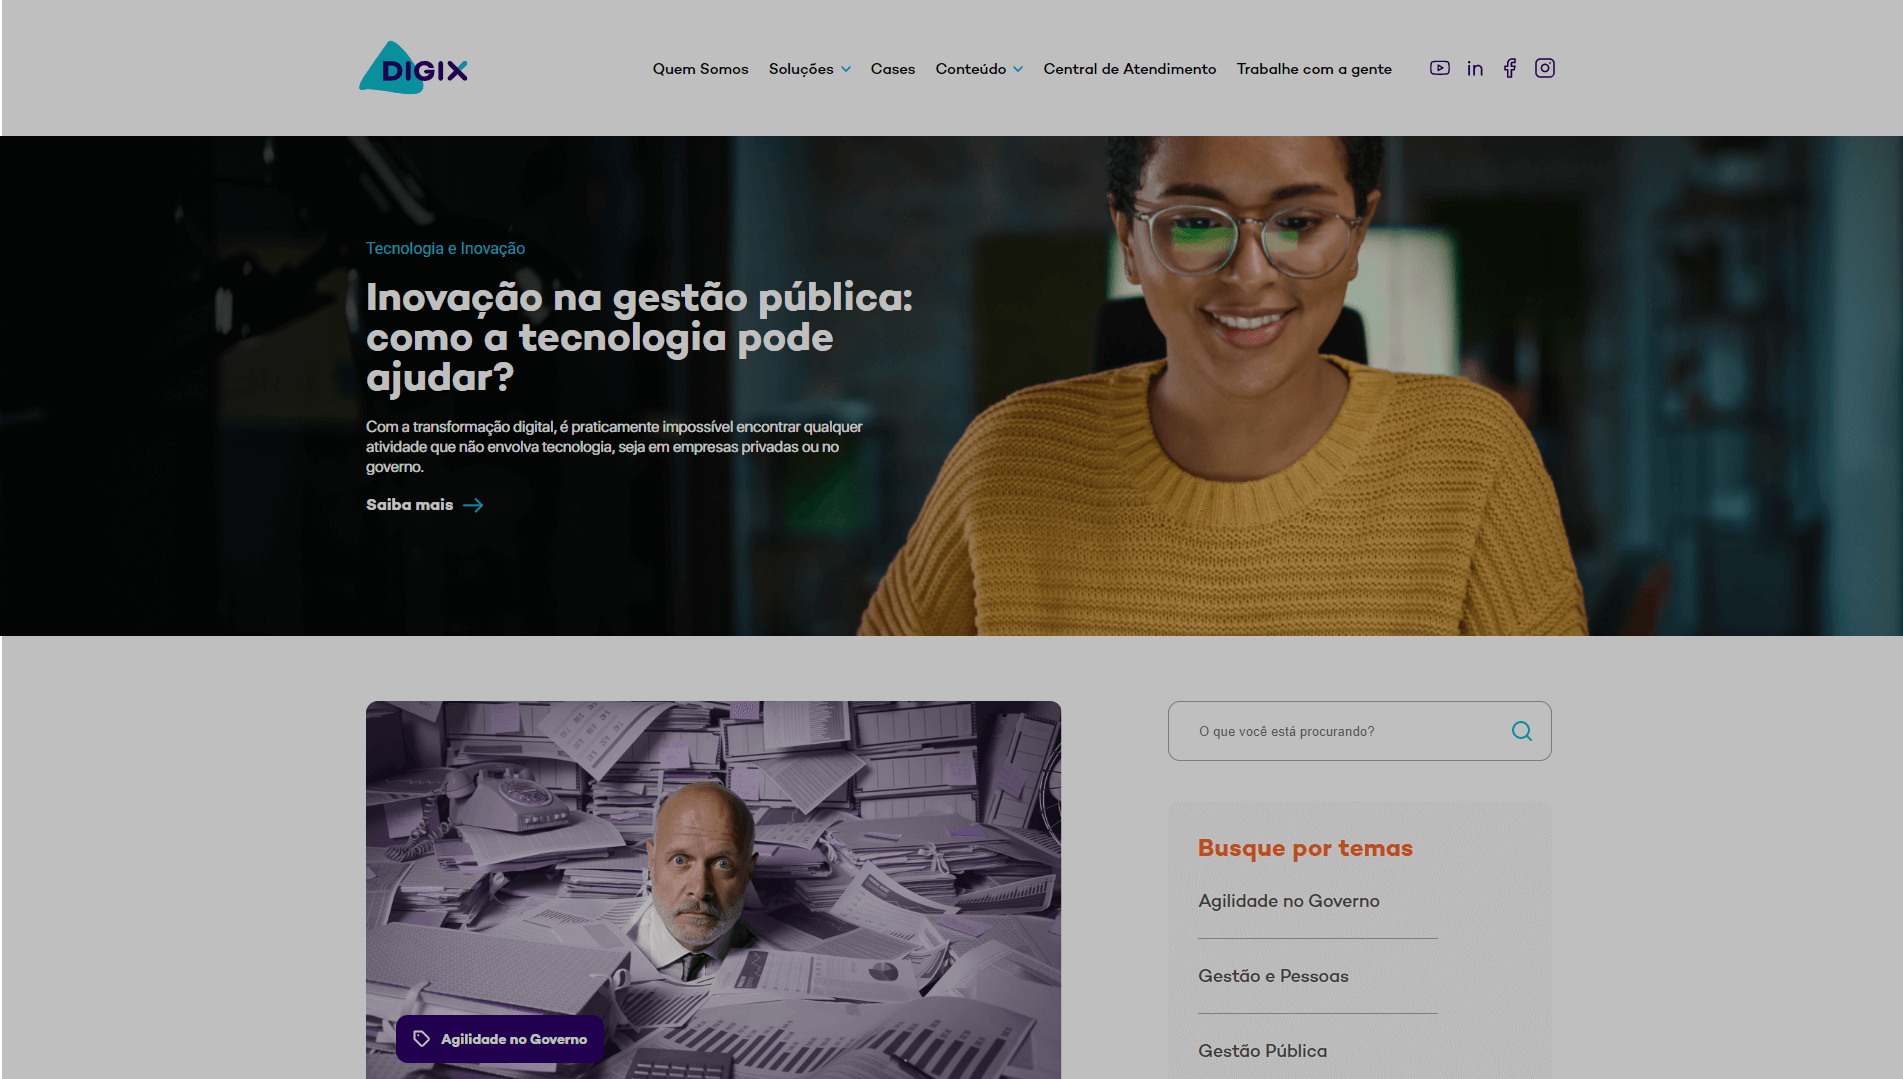 DIGIX
Quem Somos Soluções Cases Conteúdo Central de Atendimento Trabalhe com a gente
Tecnologia e Inovação
Inovação na gestão pública:
como a tecnologia pode
ajudar?
Com a transformação digital, é praticamente impossível encontrar qualquer
atividade que não envolva tecnologia, seja em empresas privadas ou no
governo.
Saiba mais
O que você está procurando?
Busque por temas
Agilidade no Governo
Gestão e Pessoas
Gestão Pública
Agilidade no Governo